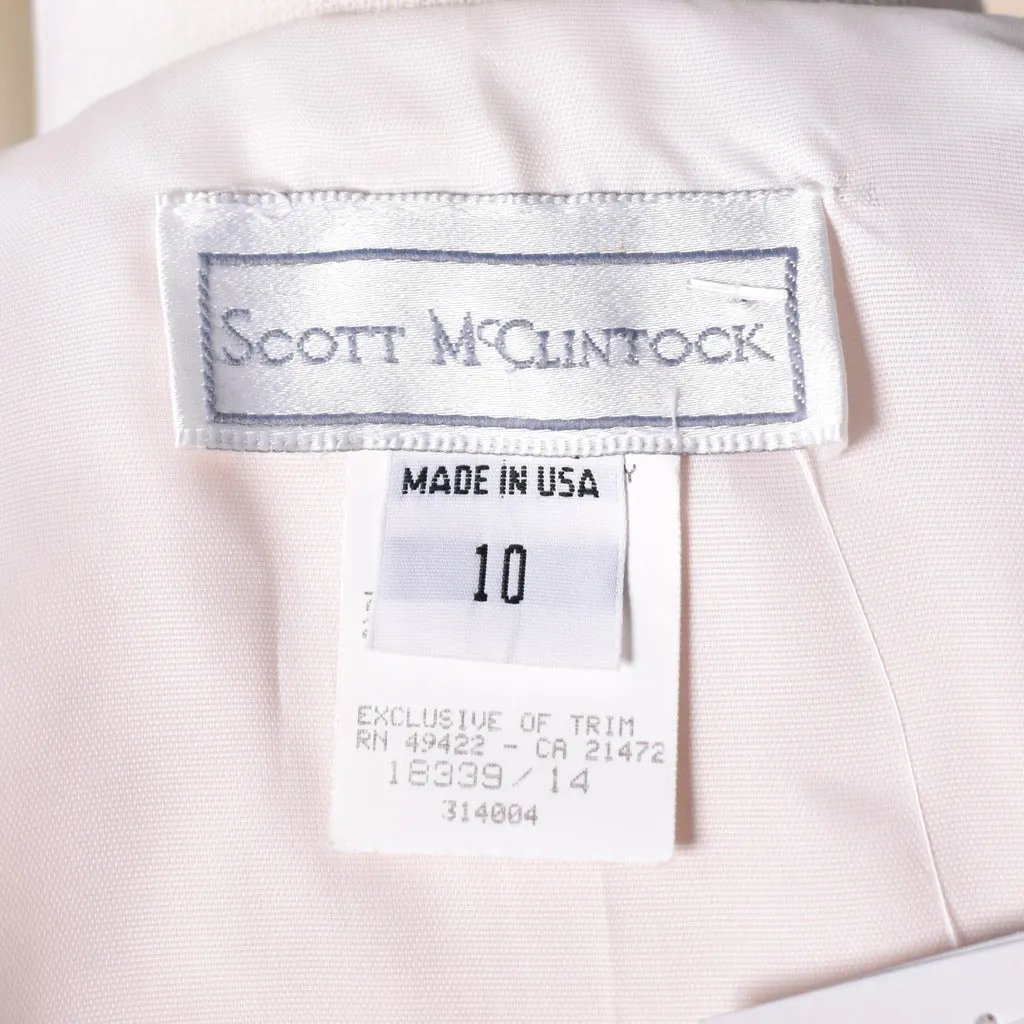 SCOTT McCLINTOCK
MADE IN USA
10
EXCLUSIVE OF TRIM
RN 49422 - CA 21472
18339/14
314004